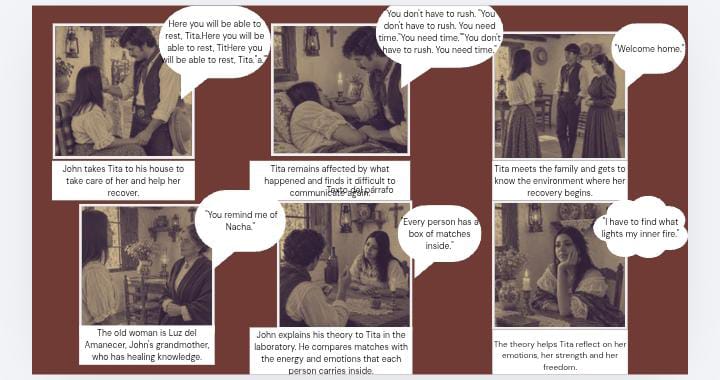 Here you will be able to
rest, Tita.Here you will be
able to rest, TitHere you
will be able to rest, Tita."a."
John takes Tita to his house to
take care of her and help her
recover.
"You don't have to rush. "You
don't have to rush. You need
time."You need time.""You don't
have to rush. You need time."
Tita remains affected by what
happened and finds it difficult to
communicate again.
Texto del párrafo
"Welcome home."
Tita meets the family and gets to
know the environment where her
recovery begins.
"You remind me of
Nacha."
The old woman is Luz del
Amanecer, John's grandmother,
who has healing knowledge.
"Every person has a
box of matches
inside."
John explains his theory to Tita in the
laboratory. He compares matches with
the energy and emotions that each
person carries inside.
"I have to find what
lights my inner fire."
The theory helps Tita reflect on her
emotions, her strength and her
freedom.